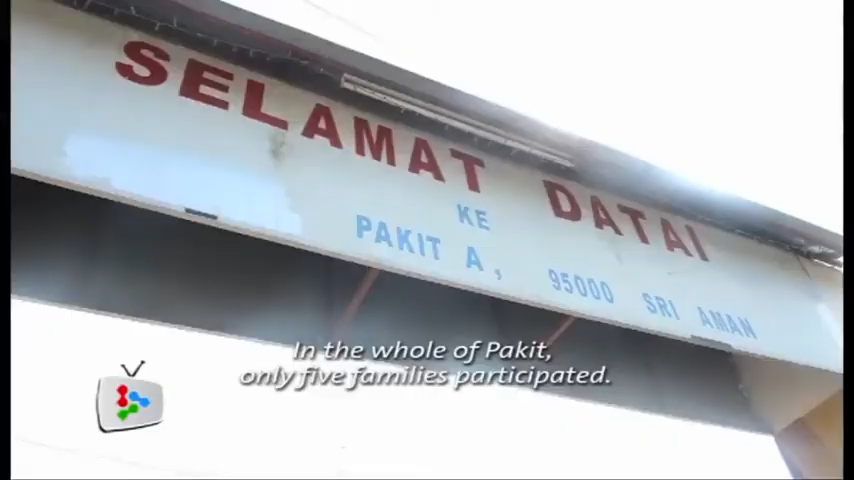 SELAMAT DATAI
KE
PAKIT A, 95000 SRI AMAN
In the whole of Pakit,
only five families participated.